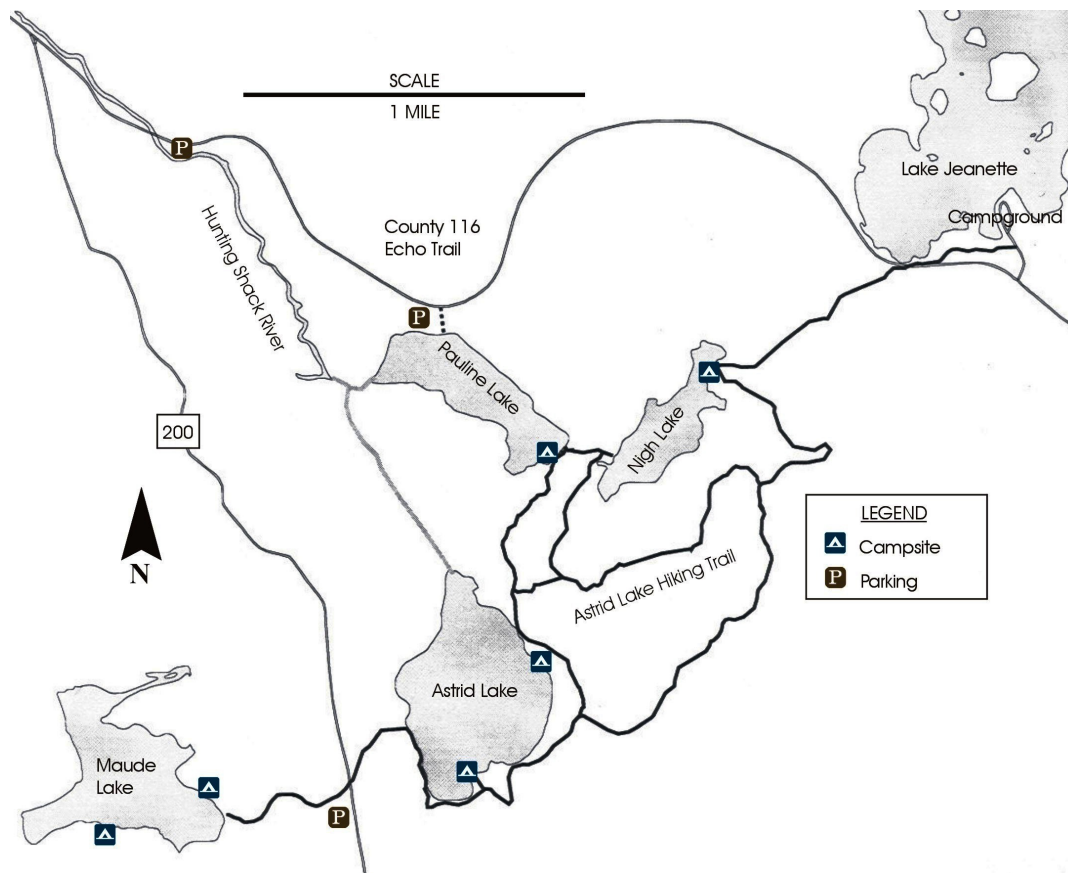 SCALE
1 MILE
P
Lake Jeanette
Campground
County 116
Echo Trail
Hunting Shack River
P
Pauline Lake
Nigh Lake
200
N
LEGEND
Campsite
P Parking
Astrid Lake Hiking Trail
Astrid Lake
Maude
Lake
P